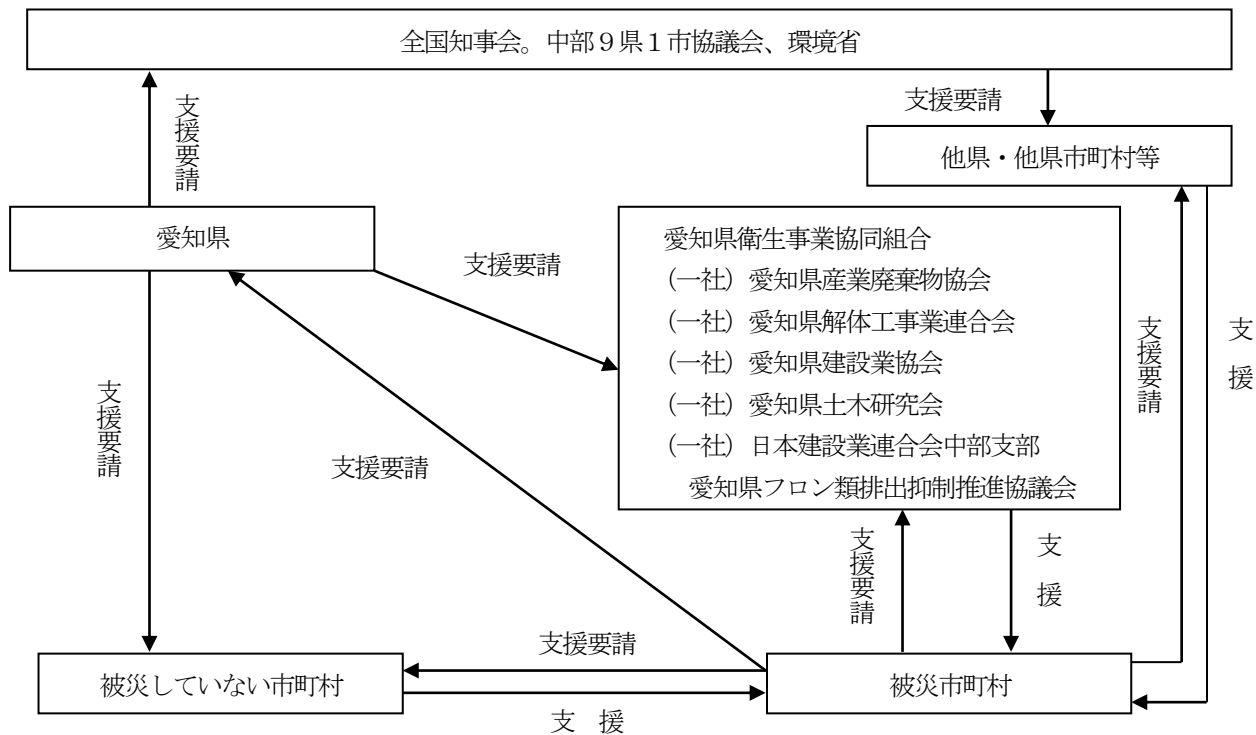 全国知事会。中部９県１市協議会、環境省
支援要請
支援要請
他県・他県市町村等
愛知県
支援要請
愛知県衛生事業協同組合
（一社）愛知県産業廃棄物協会
（一社）愛知県解体工事業連合会
（一社）愛知県建設業協会
（一社）愛知県土木研究会
（一社）日本建設業連合会中部支部
愛知県フロン類排出抑制推進協議会
支援要請
支　援
支援要請
支援要請
支援要請
支　援
支援要請
被災していない市町村
被災市町村
支　援